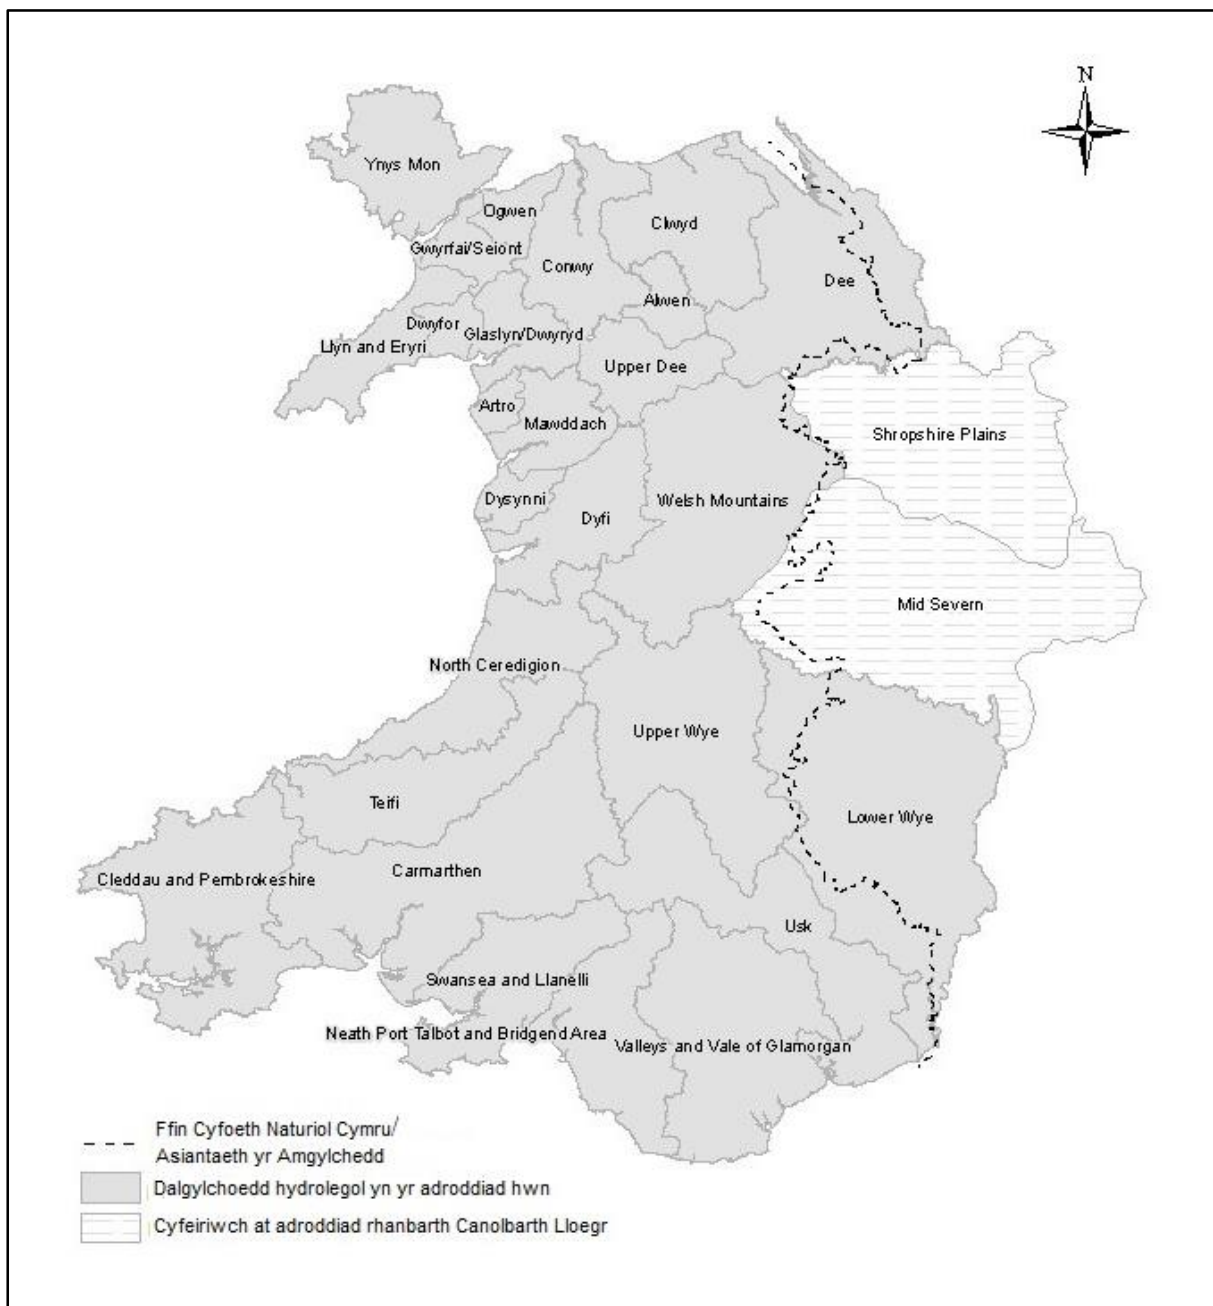 N
Ynys Mon
Ogwen
Clwyd
Gwyrfai/Seiont
Conwy
Dee
Alwen
Dwyfor
Glaslyn/Dwyryd
Llyn and Eryri
Upper Dee
Artro
Mawddach
Shropshire Plains
Dysynni
Welsh Mountains
Dyfi
Mid Severn
North Ceredigion
Upper Wye
Teifi
Lower Wye
Carmarthen
Cleddau and Pembrokeshire
Usk
Swansea and Llanelli
Neath Port Talbot and Bridgend Area
Valleys and Vale of Glamorgan
Ffin Cyfoeth Naturiol Cymru/
Asiantaeth yr Amgylchedd
Dalgylchoedd hydrolegol yn yr adroddiad hwn
Cyfeiriwch at adroddiad rhanbarth Canolbarth Lloegr